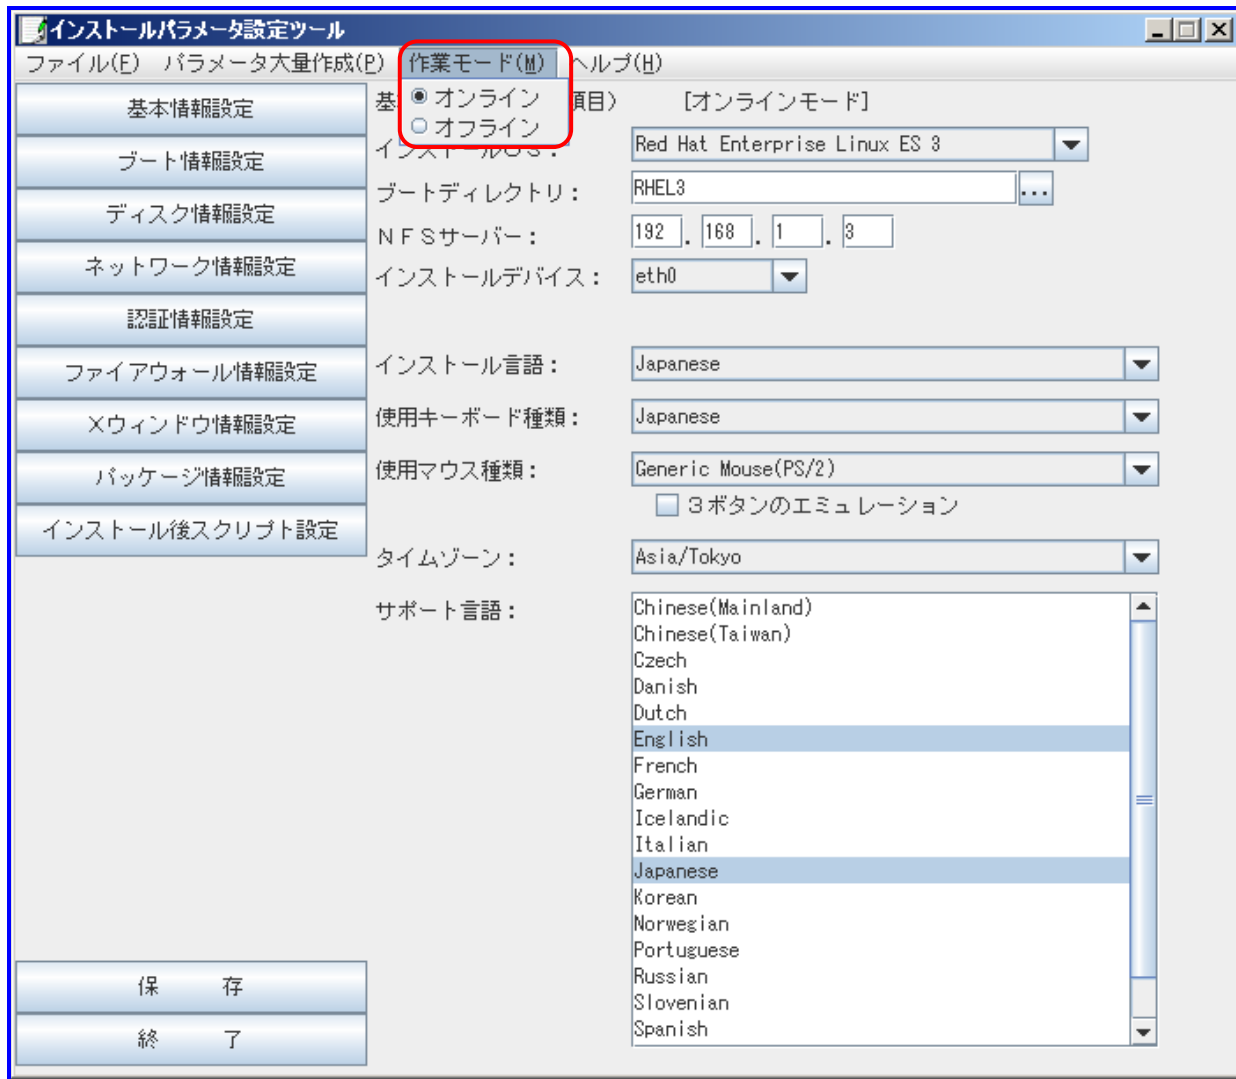 インストールパラメータ設定ツール
ファイル(F) パラメータ大量作成(P) 作業モード(M) ヘルプ(H)
オンライン
オフライン
基本情報設定
ブート情報設定
ディスク情報設定
ネットワーク情報設定
認証情報設定
ファイアウォール情報設定
Xウィンドウ情報設定
パッケージ情報設定
インストール後スクリプト設定
保 存
終 了
基 項目) [オンラインモード]
インストールOS: Red Hat Enterprise Linux ES 3
ブートディレクトリ: RHEL3 ...
NFSサーバー: 192 . 168 . 1 . 3
インストールデバイス: eth0
インストール言語: Japanese
使用キーボード種類: Japanese
使用マウス種類: Generic Mouse(PS/2)
3ボタンのエミュレーション
タイムゾーン: Asia/Tokyo
サポート言語:
Chinese(Mainland)
Chinese(Taiwan)
Czech
Danish
Dutch
English
French
German
Icelandic
Italian
Japanese
Korean
Norwegian
Portuguese
Russian
Slovenian
Spanish